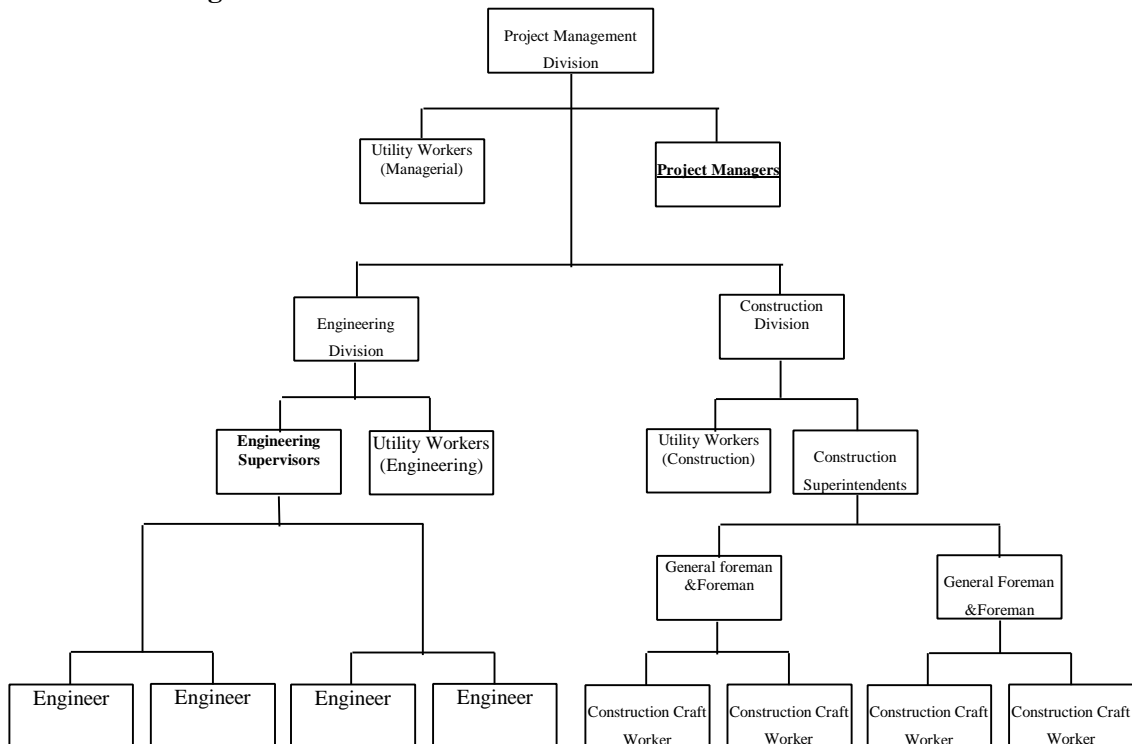 Project Management
Division
Utility Workers
(Managerial)
Project Managers
Engineering
Division
Construction
Division
Engineering
Supervisors
Utility Workers
(Engineering)
Utility Workers
(Construction)
Construction
Superintendents
General foreman
&Foreman
General Foreman
&Foreman
Engineer
Engineer
Engineer
Engineer
Construction Craft
Worker
Construction Craft
Worker
Construction Craft
Worker
Construction Craft
Worker